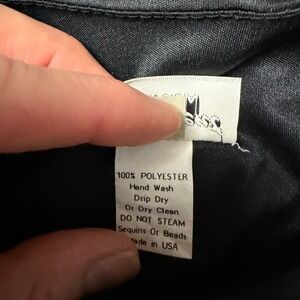 100% POLYESTER
Hand Wash
Drip Dry
Or Dry Clean
DO NOT STEAM
Sequins Or Beads
Made in USA